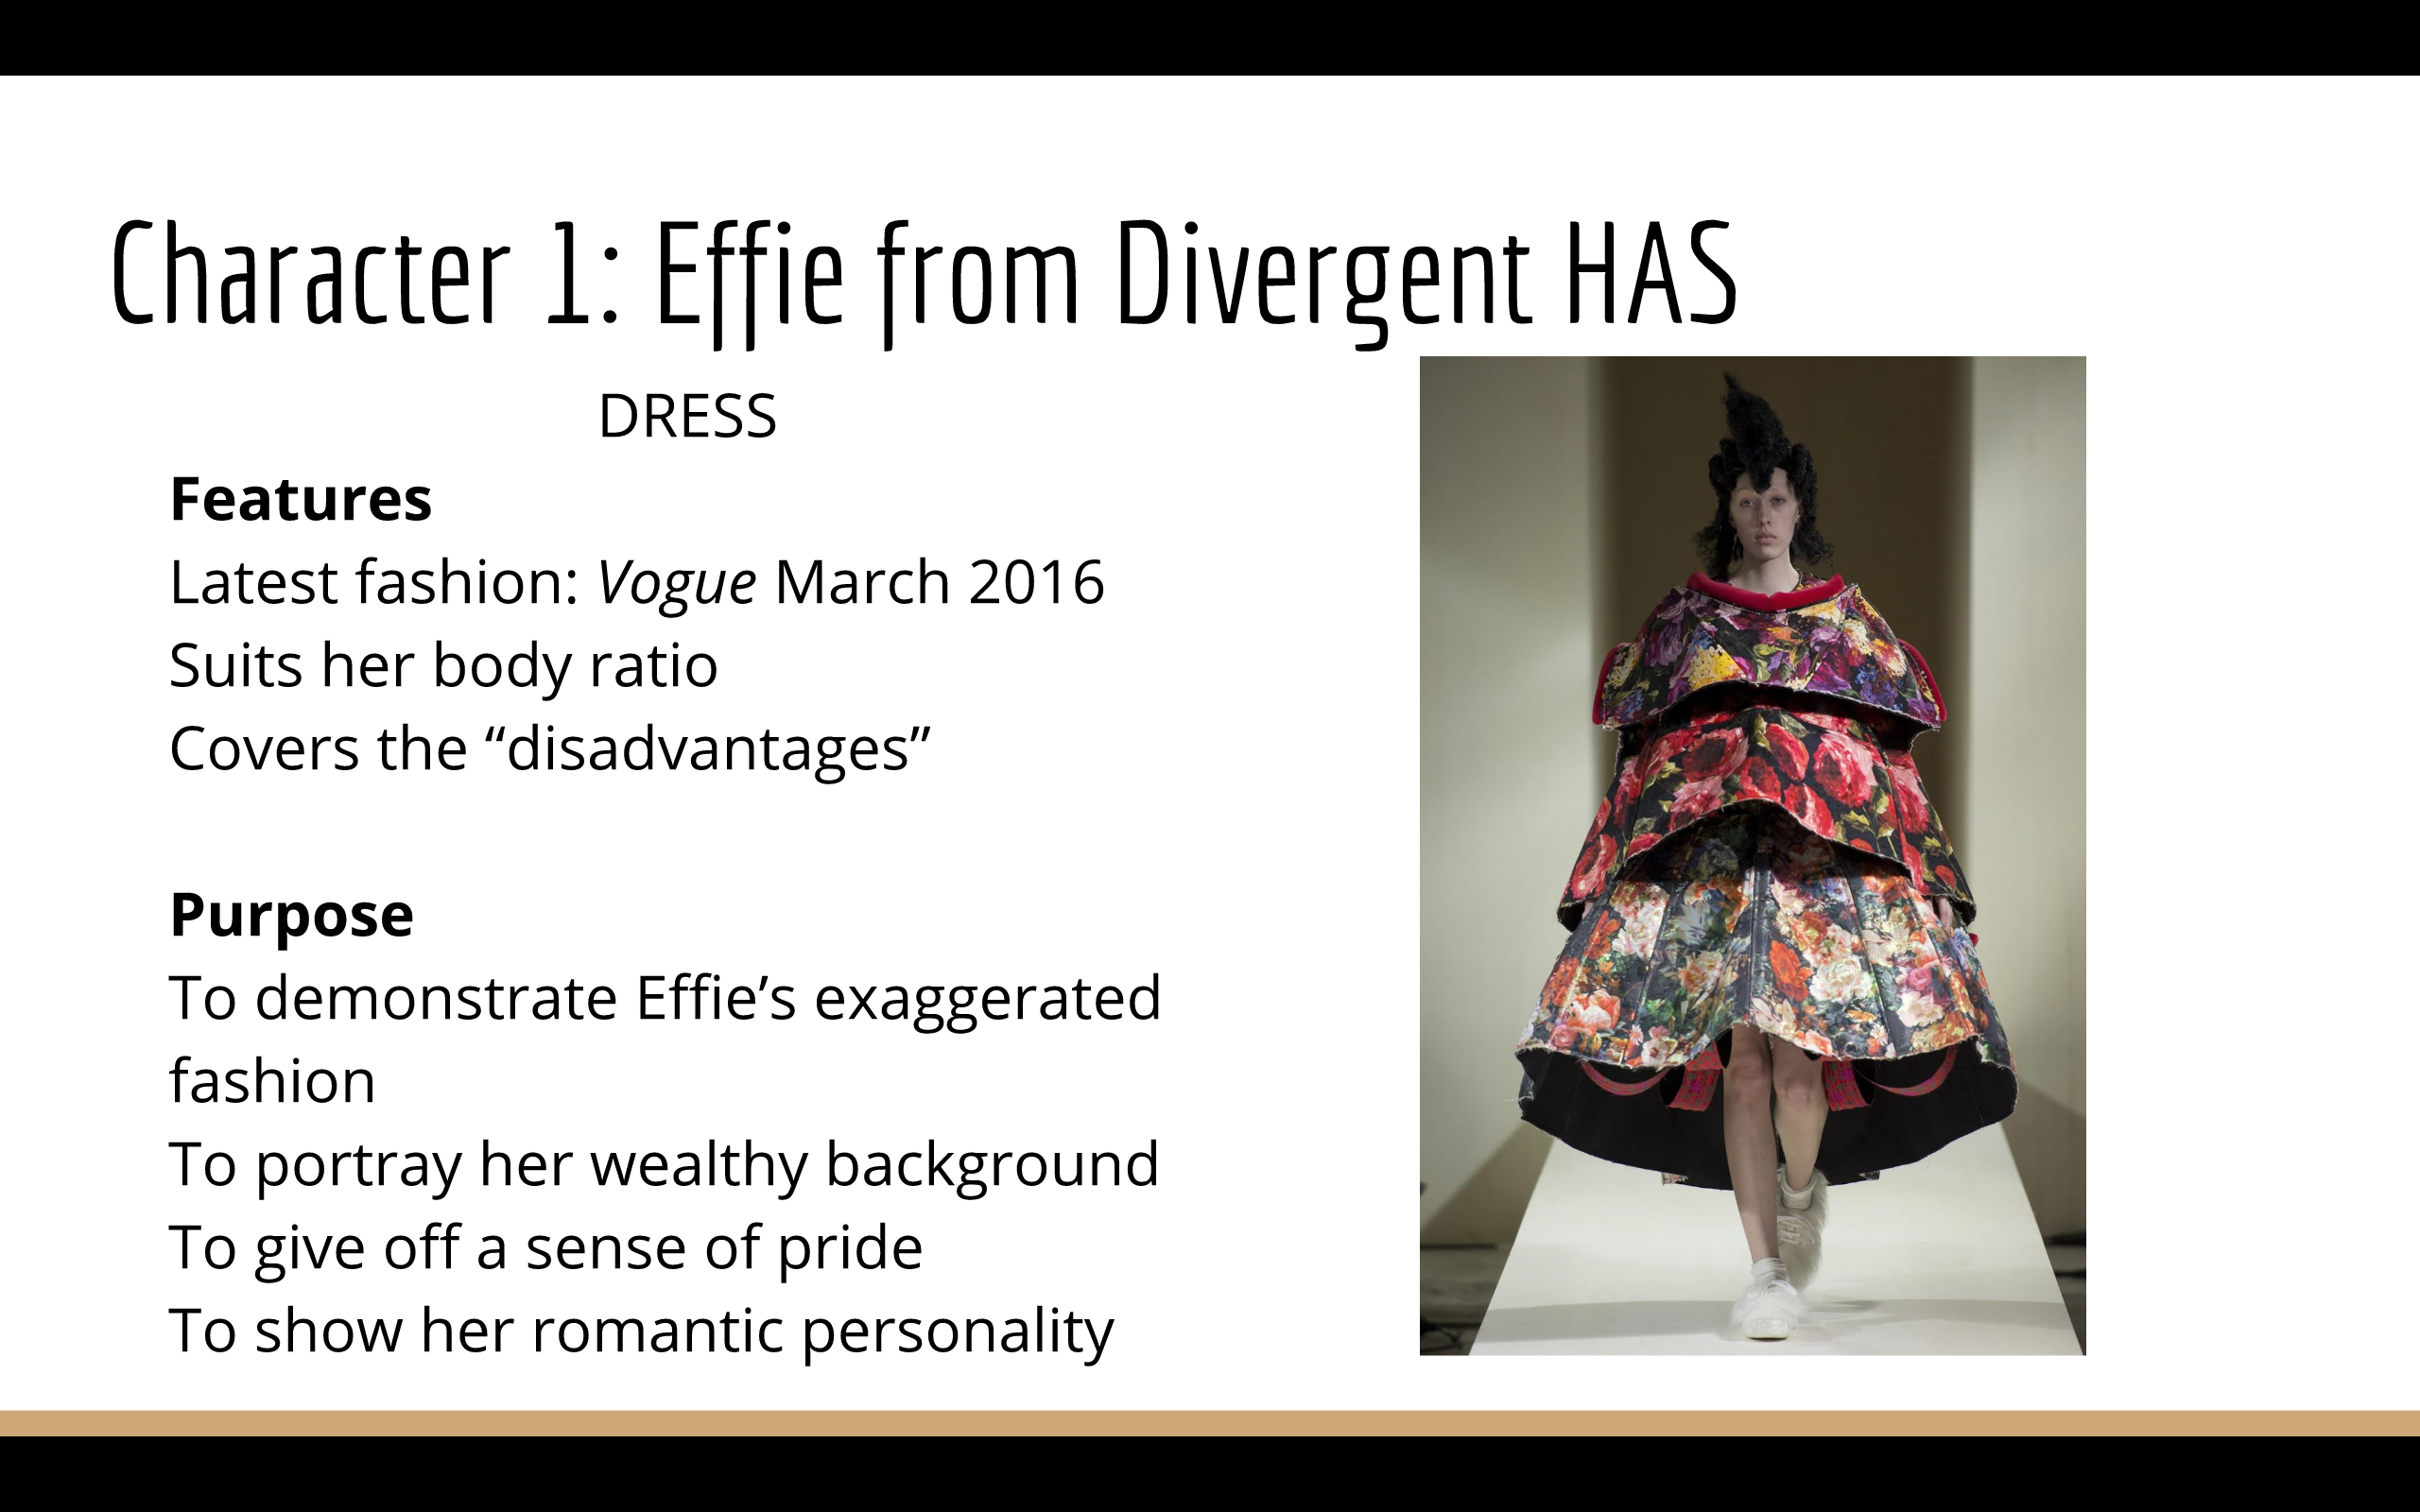 Character 1: Effie from Divergent HAS
DRESS
Features
Latest fashion: Vogue March 2016
Suits her body ratio
Covers the “disadvantages”
Purpose
To demonstrate Effie’s exaggerated
fashion
To portray her wealthy background
To give off a sense of pride
To show her romantic personality